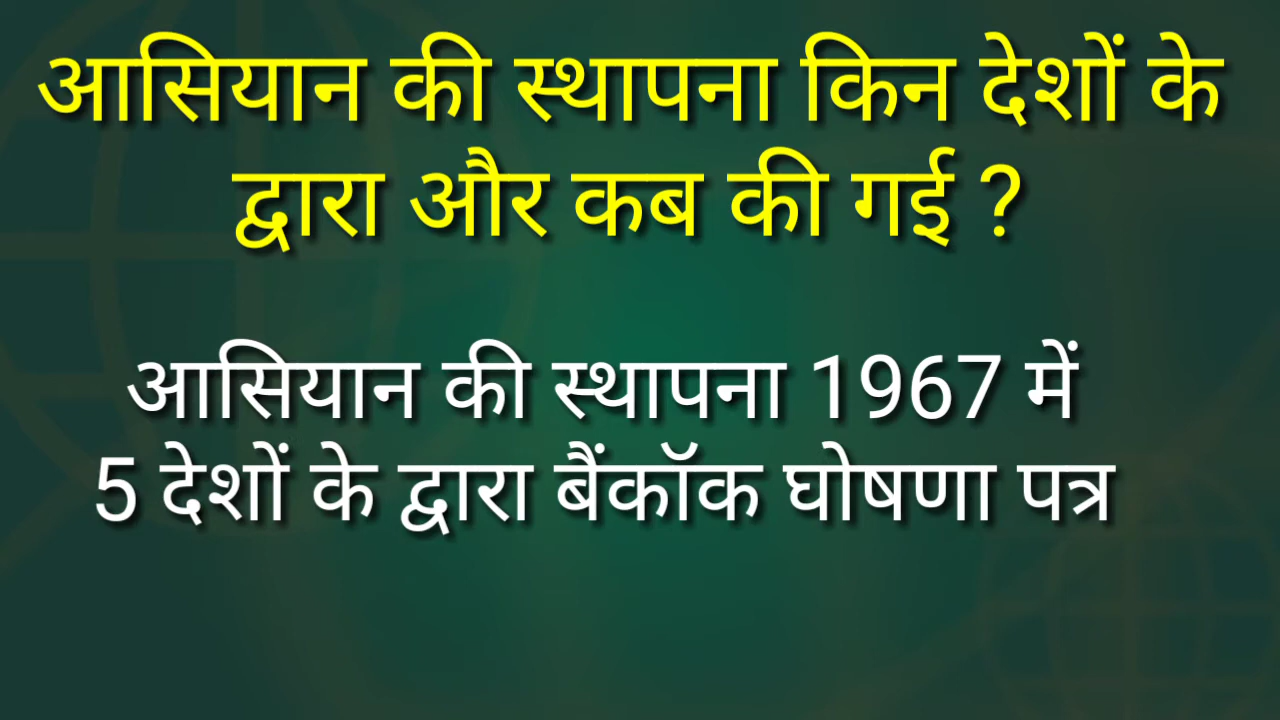 आसियान की स्थापना किन देशों के
द्वारा और कब की गई ?
आसियान की स्थापना 1967 में
5 देशों के द्वारा बैंकॉक घोषणा पत्र